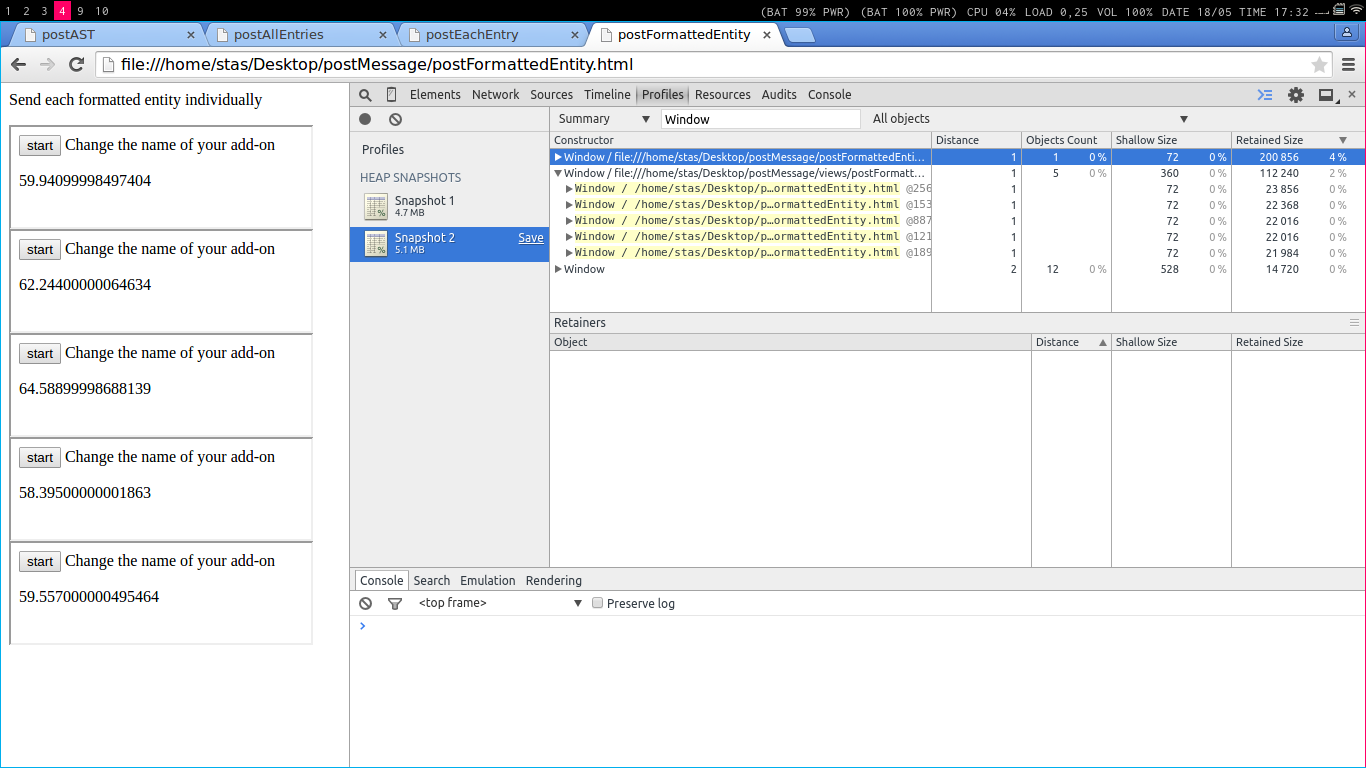 1 2 3 4 9 10 (BAT 99% PWR) (BAT 100% PWR) CPU 04% LOAD 0,25 VOL 100% DATE 18/05 TIME 17:32
postAST × postAllEntries × postEachEntry × postFormattedEntity ×
file:///home/stas/Desktop/postMessage/postFormattedEntity.html
Send each formatted entity individually
start Change the name of your add-on
59.94099998497404
start Change the name of your add-on
62.24400000064634
start Change the name of your add-on
64.58899998688139
start Change the name of your add-on
58.39500000001863
start Change the name of your add-on
59.557000000495464
Elements Network Sources Timeline Profiles Resources Audits Console
Profiles
HEAP SNAPSHOTS
Snapshot 1
4.7 MB
Snapshot 2 Save
5.1 MB
Summary ▼ Window All objects ▼
Constructor Distance Objects Count Shallow Size Retained Size ▼
▶Window / file:///home/stas/Desktop/postMessage/postFormattedEnti... 1 1 0 % 72 0 % 200 856 4 %
▼Window / file:///home/stas/Desktop/postMessage/views/postFormatt... 1 5 0 % 360 0 % 112 240 2 %
▶Window / /home/stas/Desktop/p…ormattedEntity.html @256 1 72 0 % 23 856 0 %
▶Window / /home/stas/Desktop/p…ormattedEntity.html @153 1 72 0 % 22 368 0 %
▶Window / /home/stas/Desktop/p…ormattedEntity.html @887 1 72 0 % 22 016 0 %
▶Window / /home/stas/Desktop/p…ormattedEntity.html @121 1 72 0 % 22 016 0 %
▶Window / /home/stas/Desktop/p…ormattedEntity.html @189 1 72 0 % 21 984 0 %
▶Window 2 12 0 % 528 0 % 14 720 0 %
Retainers
Object Distance ▲ Shallow Size Retained Size
Console Search Emulation Rendering
<top frame> ▼ Preserve log